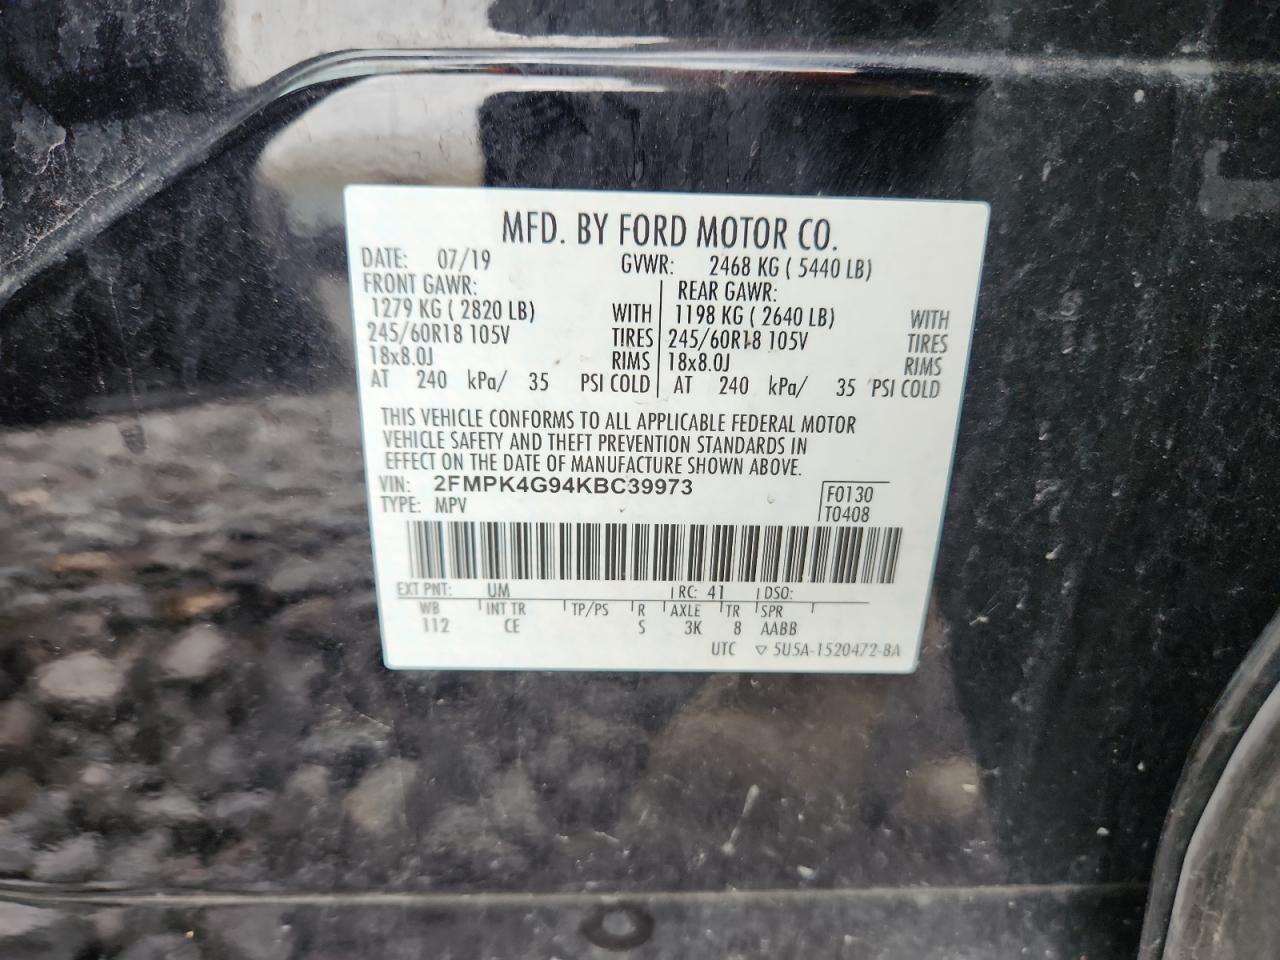 MFD. BY FORD MOTOR CO.
DATE: 07/19 GVWR: 2468 KG ( 5440 LB)
FRONT GAWR: REAR GAWR:
1279 KG ( 2820 LB) WITH 1198 KG ( 2640 LB) WITH
245/60R18 105V TIRES 245/60R18 105V TIRES
18x8.0J RIMS 18x8.0J RIMS
AT 240 kPa/ 35 PSI COLD AT 240 kPa/ 35 PSI COLD
THIS VEHICLE CONFORMS TO ALL APPLICABLE FEDERAL MOTOR
VEHICLE SAFETY AND THEFT PREVENTION STANDARDS IN
EFFECT ON THE DATE OF MANUFACTURE SHOWN ABOVE.
VIN: 2FMPK4G94KBC39973 F0130
TYPE: MPV T0408
EXT PNT: UM RC: 41 DSO:
WB INT TR TP/PS R AXLE TR SPR
112 CE S 3K 8 AABB
UTC ▽ 5U5A-1520472-BA